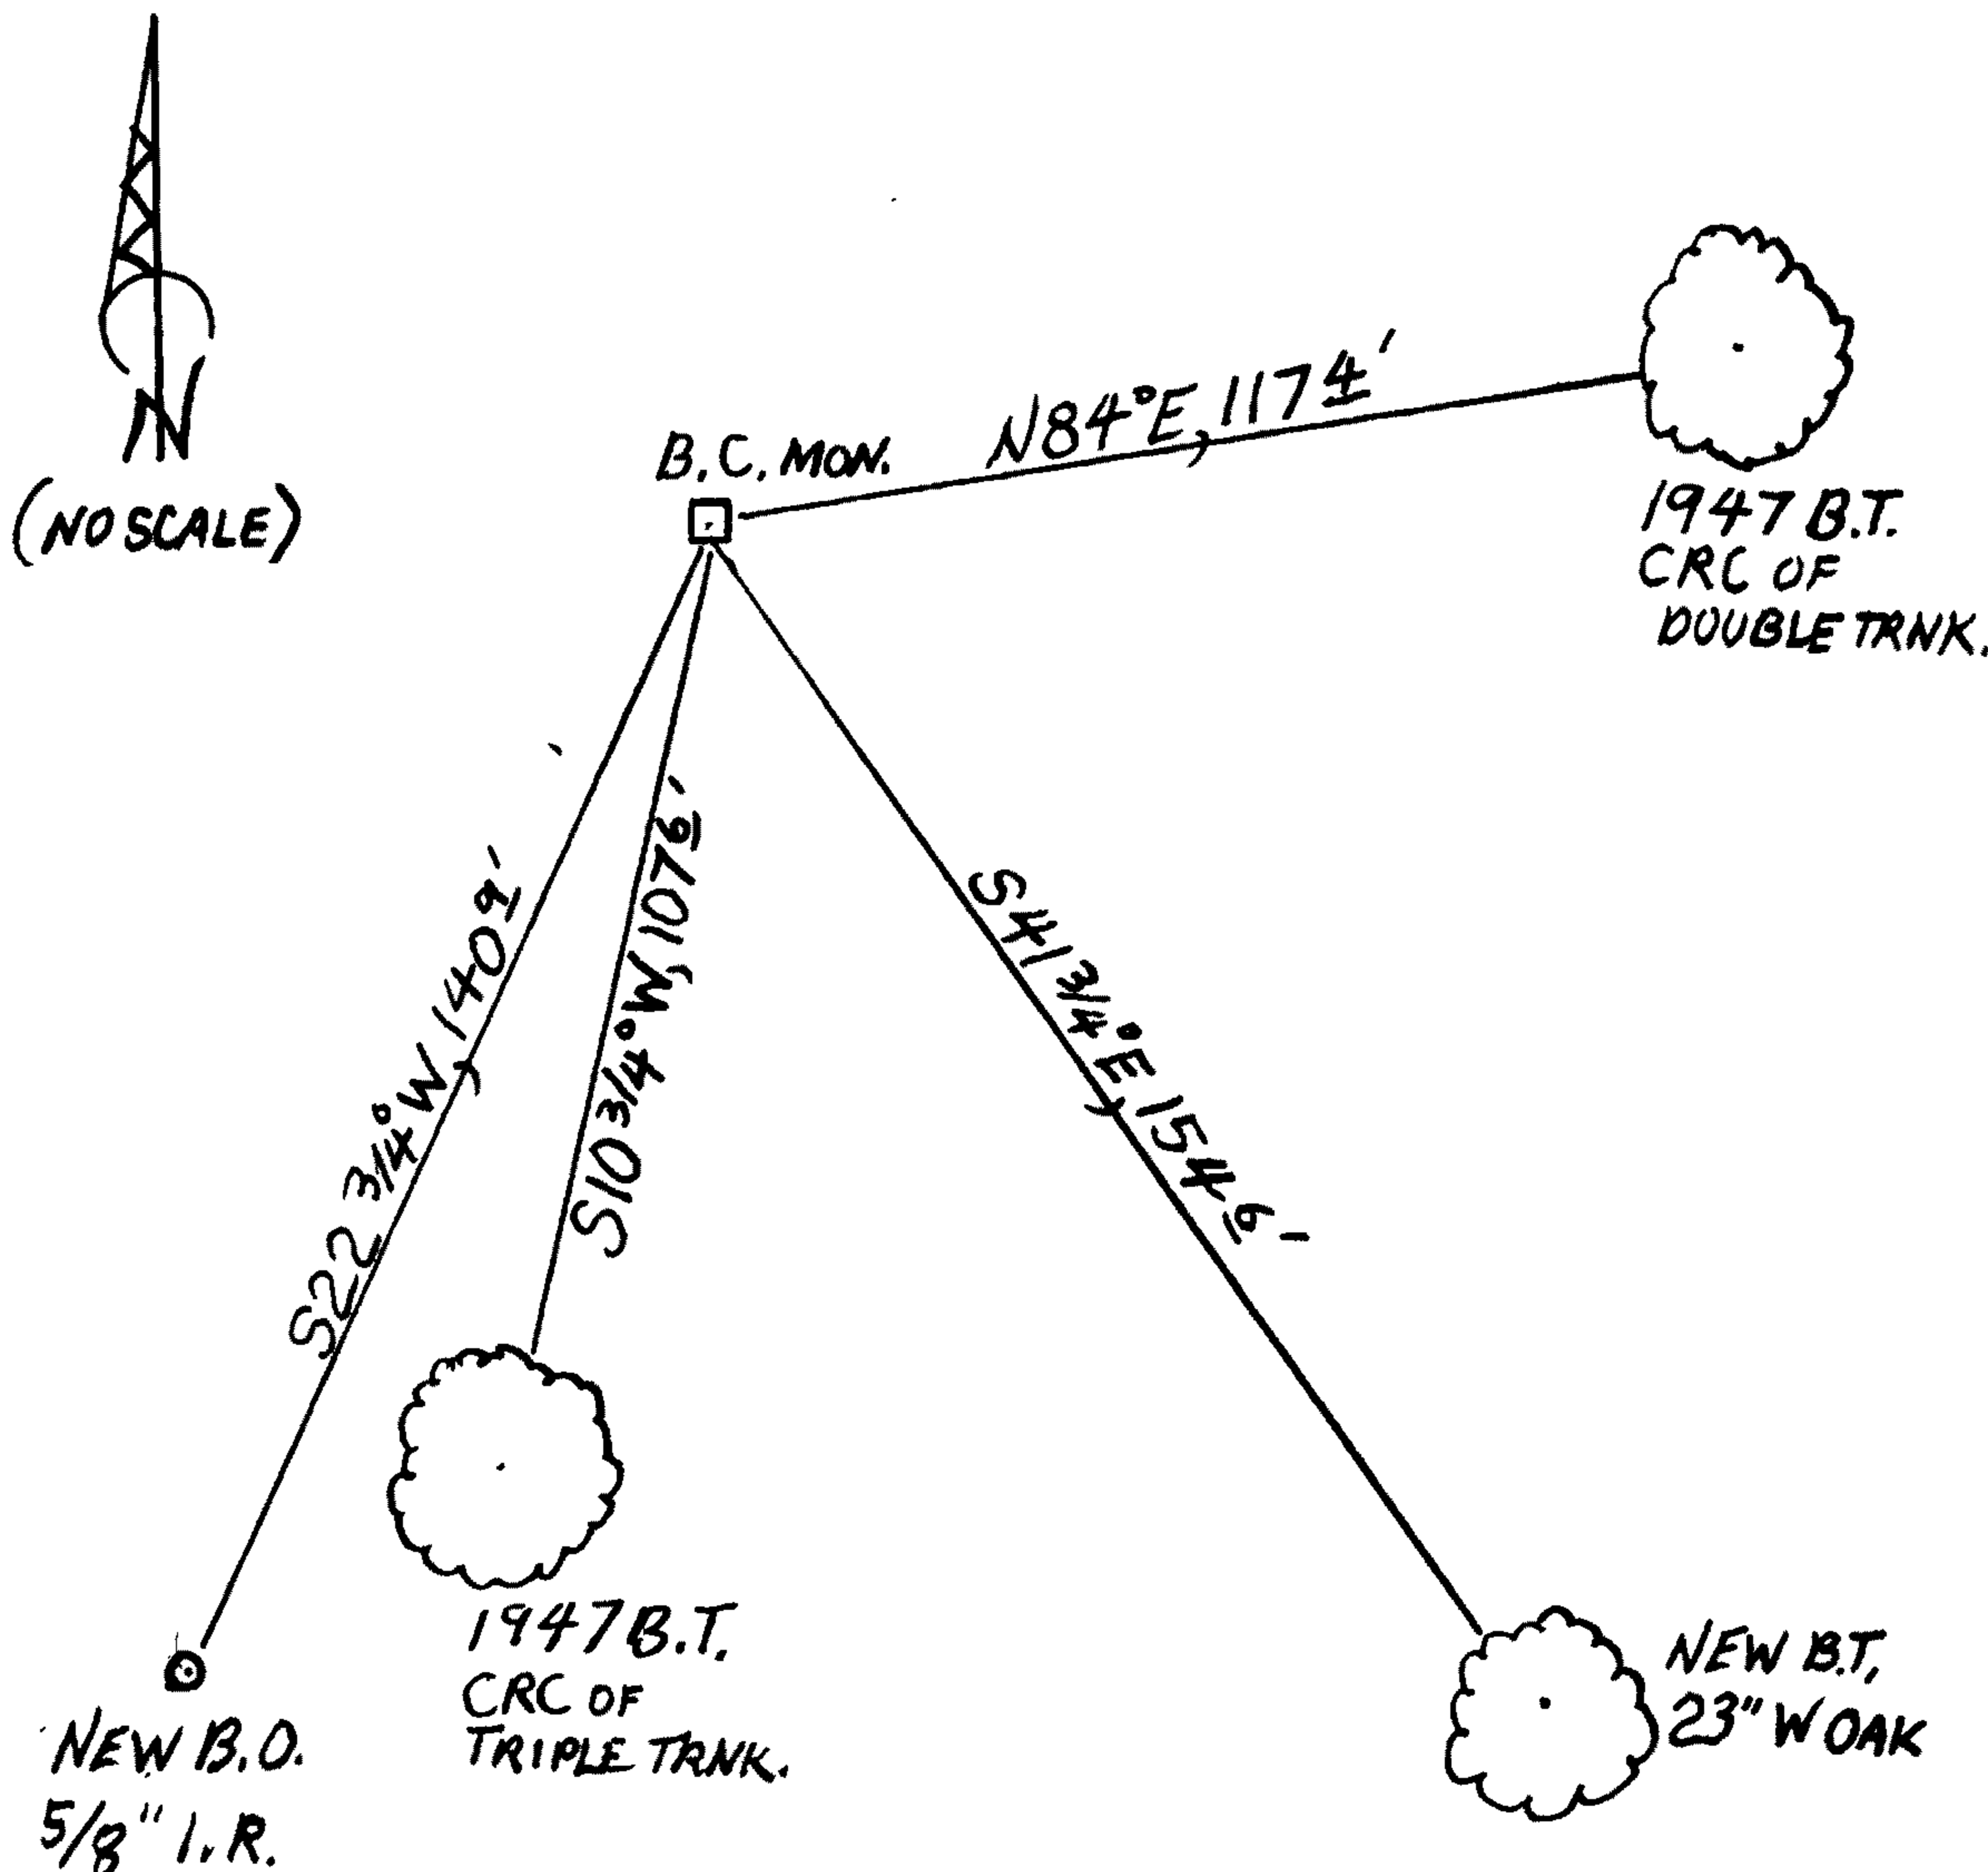 N
(NO SCALE)
B.C. MON.
N84°E, 117 4'
1947 B.T.
CRC OF
DOUBLE TRNK.
S22 3/4°W, 140 9'
S10 3/4°W, 107 6'
S41 3/4°E, 154 9'
1947 B.T.
CRC OF
TRIPLE TRNK.
NEW B.T.
23" W OAK
NEW B.O.
5/8" I.R.